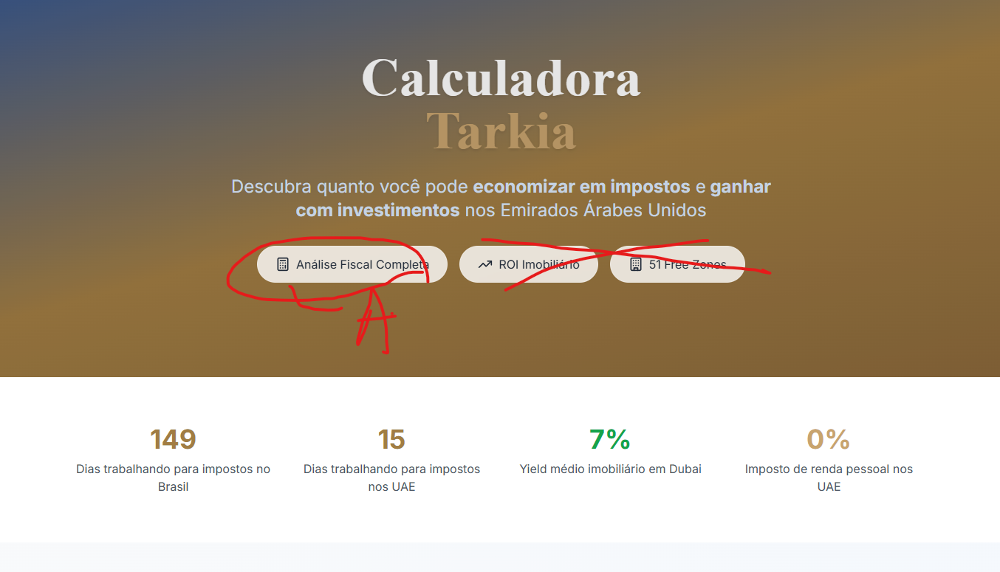 Calculadora
Tarkia
Descubra quanto você pode economizar em impostos e ganhar
com investimentos nos Emirados Árabes Unidos
Análise Fiscal Completa
ROI Imobiliário
51 Free Zones
A
149
Dias trabalhando para impostos no
Brasil
15
Dias trabalhando para impostos
nos UAE
7%
Yield médio imobiliário em Dubai
0%
Imposto de renda pessoal nos
UAE